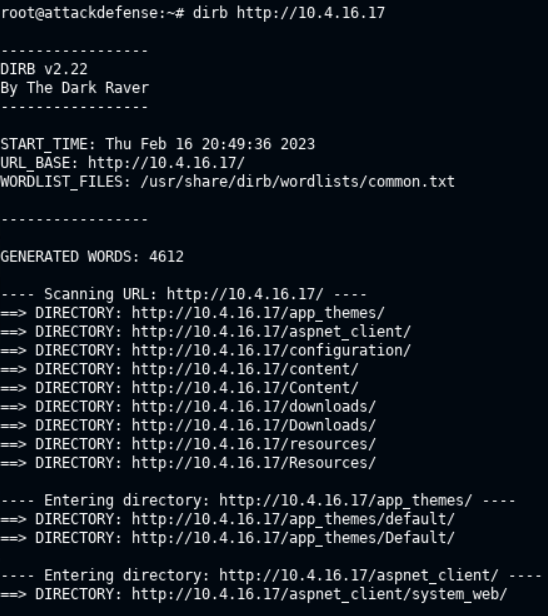 root@attackdefense:~# dirb http://10.4.16.17
-----------------
DIRB v2.22
By The Dark Raver
-----------------
START_TIME: Thu Feb 16 20:49:36 2023
URL_BASE: http://10.4.16.17/
WORDLIST_FILES: /usr/share/dirb/wordlists/common.txt
-----------------
GENERATED WORDS: 4612
---- Scanning URL: http://10.4.16.17/ ----
==> DIRECTORY: http://10.4.16.17/app_themes/
==> DIRECTORY: http://10.4.16.17/aspnet_client/
==> DIRECTORY: http://10.4.16.17/configuration/
==> DIRECTORY: http://10.4.16.17/content/
==> DIRECTORY: http://10.4.16.17/Content/
==> DIRECTORY: http://10.4.16.17/downloads/
==> DIRECTORY: http://10.4.16.17/Downloads/
==> DIRECTORY: http://10.4.16.17/resources/
==> DIRECTORY: http://10.4.16.17/Resources/
---- Entering directory: http://10.4.16.17/app_themes/ ----
==> DIRECTORY: http://10.4.16.17/app_themes/default/
==> DIRECTORY: http://10.4.16.17/app_themes/Default/
---- Entering directory: http://10.4.16.17/aspnet_client/ ----
==> DIRECTORY: http://10.4.16.17/aspnet_client/system_web/